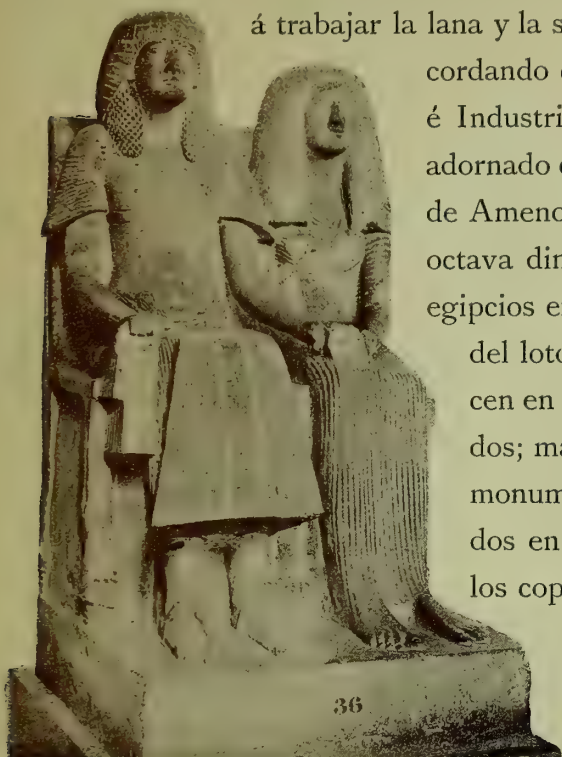 á trabajar la lana y la s
cordando
é Industri
adornado
de Ameno
octava din
egipcios e
del loto
cen en
dos; ma
monum
dos en
los cop
36